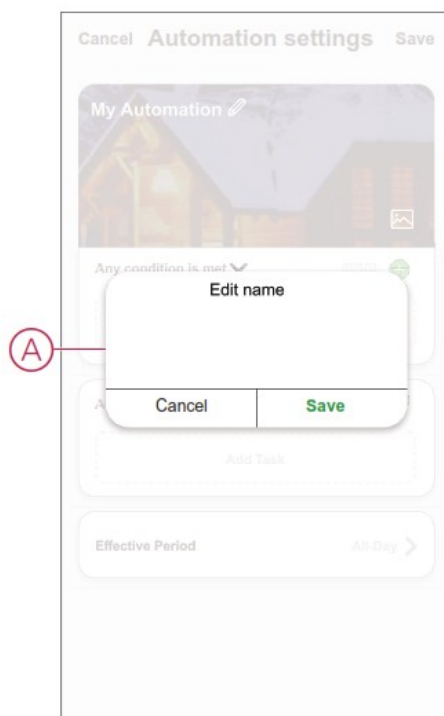 Cancel Automation settings Save
My Automation
Any condition is met
Edit name
A
Cancel Save
Add Task
Effective Period All-Day